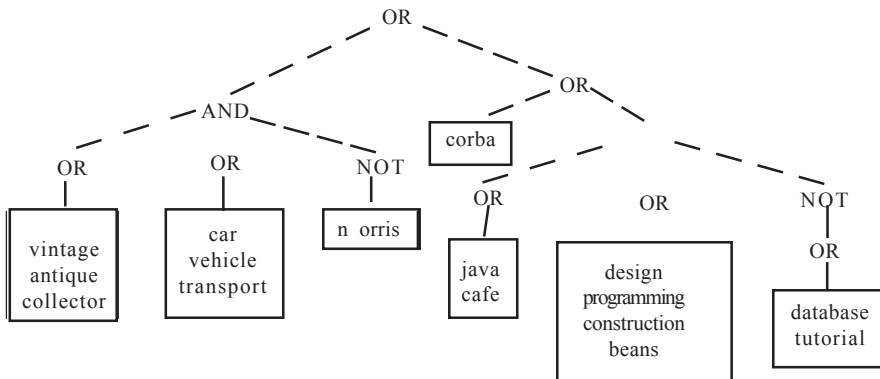 OR
AND
OR
corba
OR
OR
NOT
OR
OR
NOT
vintage
antique
collector
car
vehicle
transport
n orris
java
cafe
design
programming
construction
beans
OR
database
tutorial